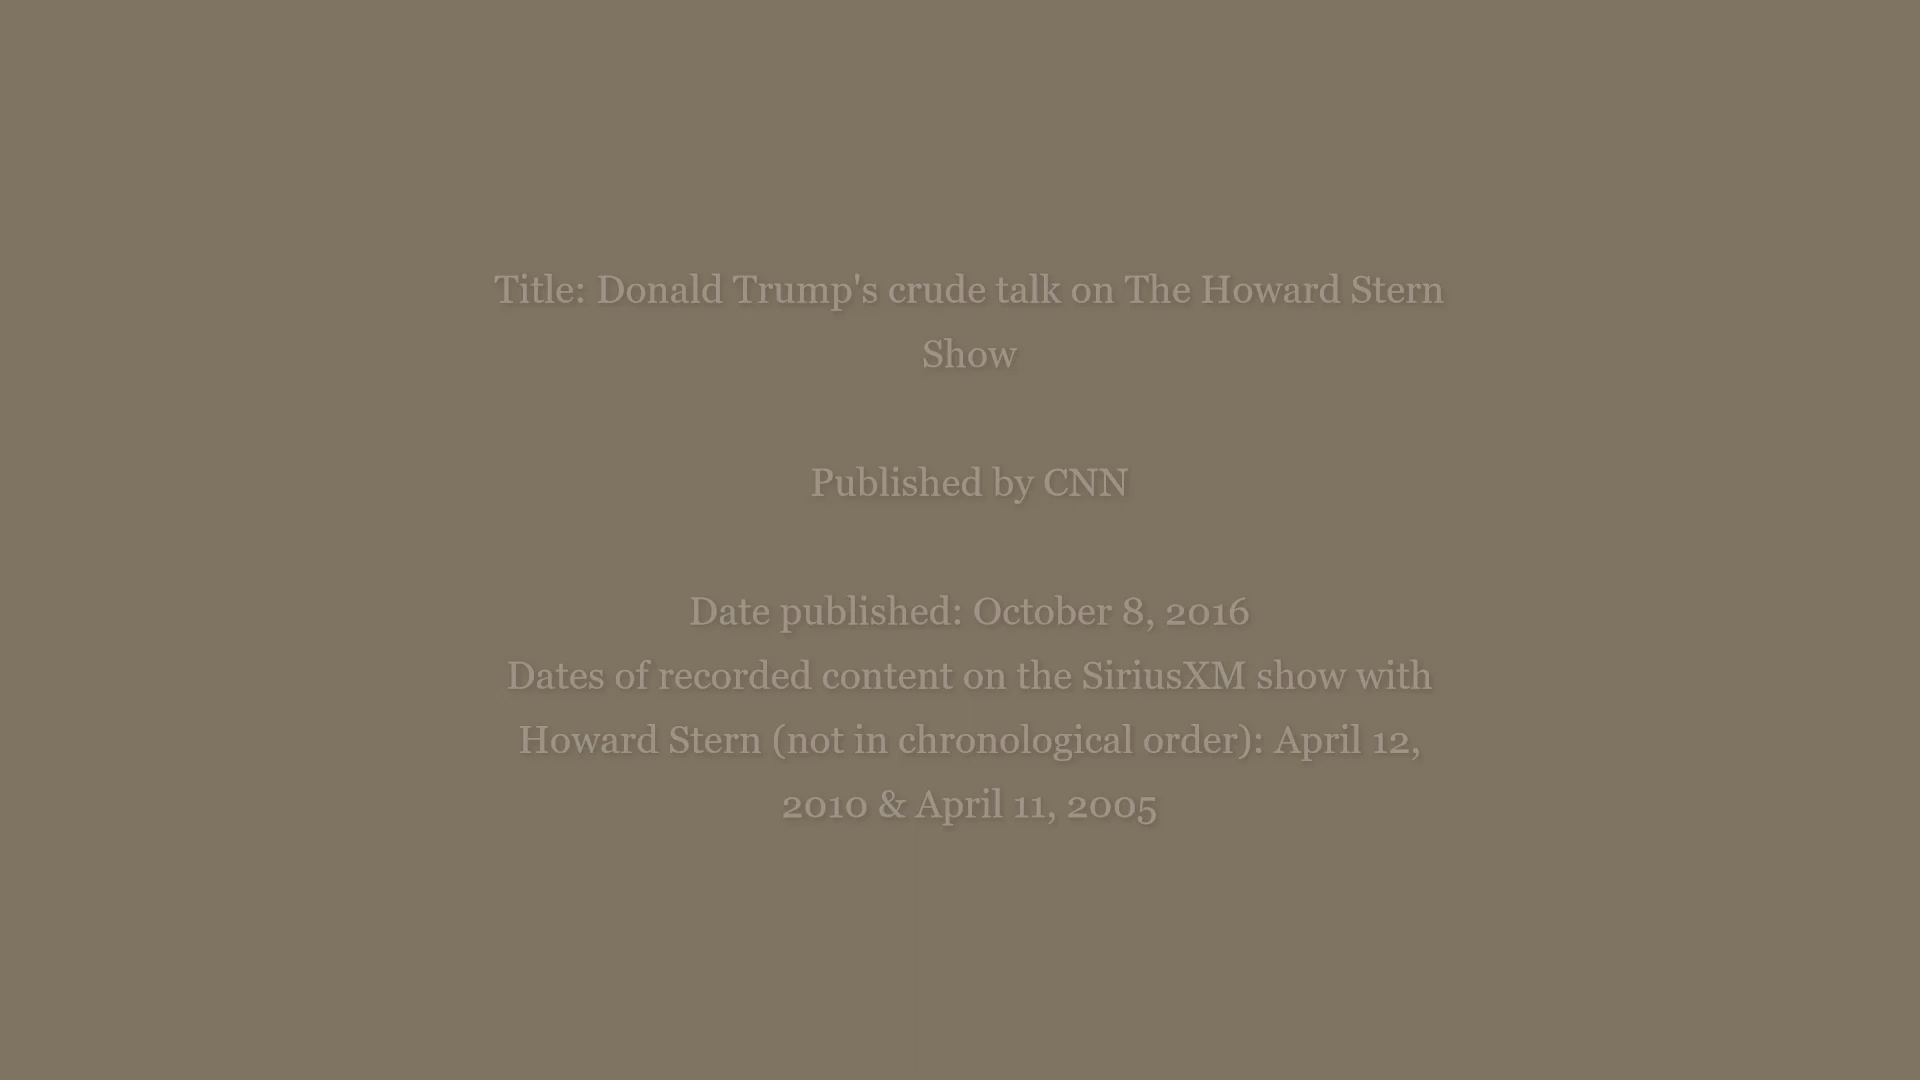 Title: Donald Trump's crude talk on The Howard Stern
Show
Published by CNN
Date published: October 8, 2016
Dates of recorded content on the SiriusXM show with
Howard Stern (not in chronological order): April 12,
2010 & April 11, 2005